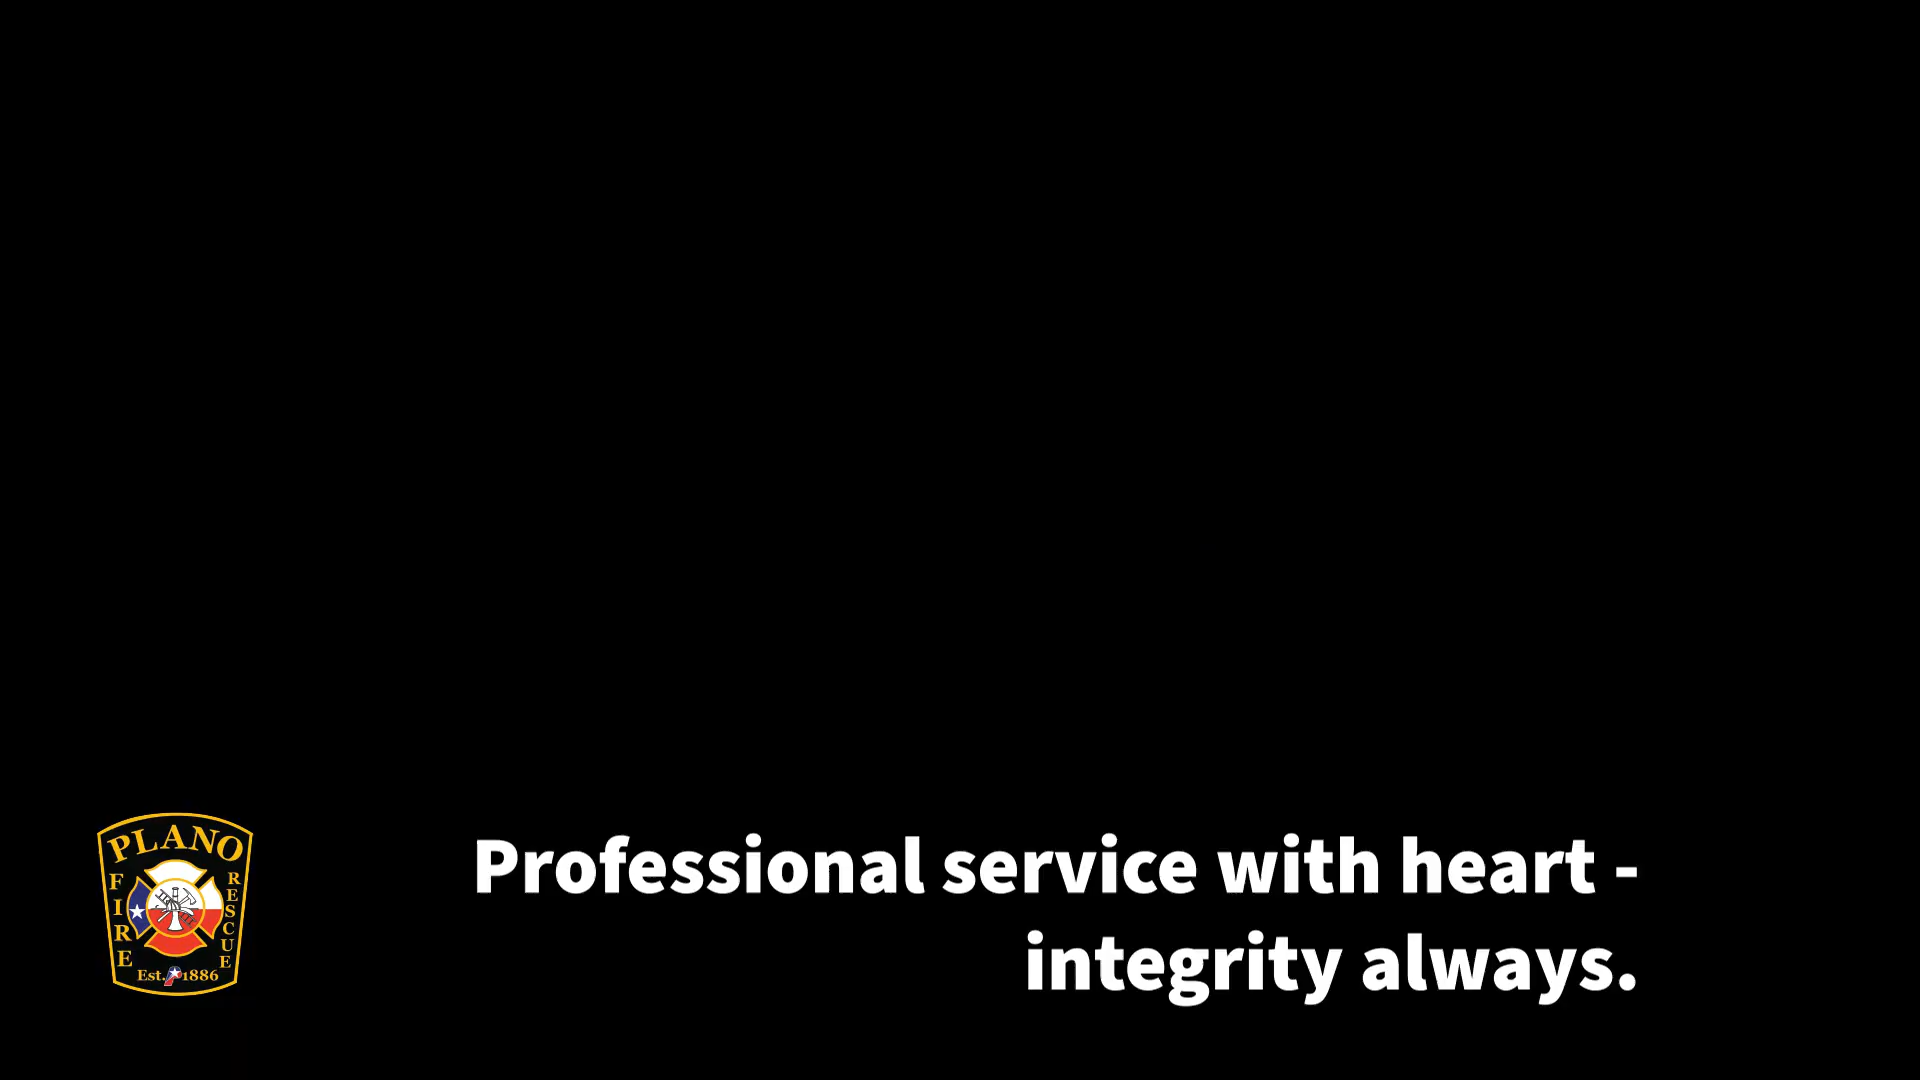 PLANO
FIRE
RESCUE
Est. 1886
Professional service with heart -
integrity always.